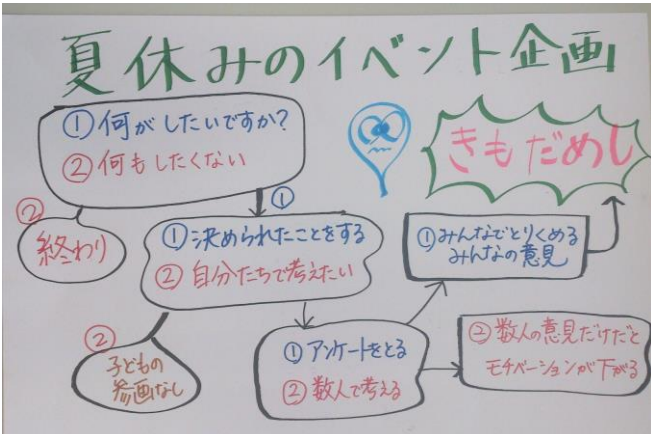 夏休みのイベント企画
①何がしたいですか?
②何もしたくない
きもだめし
②
終わり
①
①決められたことをする
②自分たちで考えたい
①みんなでとりくめる
みんなの意見
②
子どもの
参画なし
①アンケートをとる
②数人で考える
②数人の意見だけだと
モチベーションが下がる